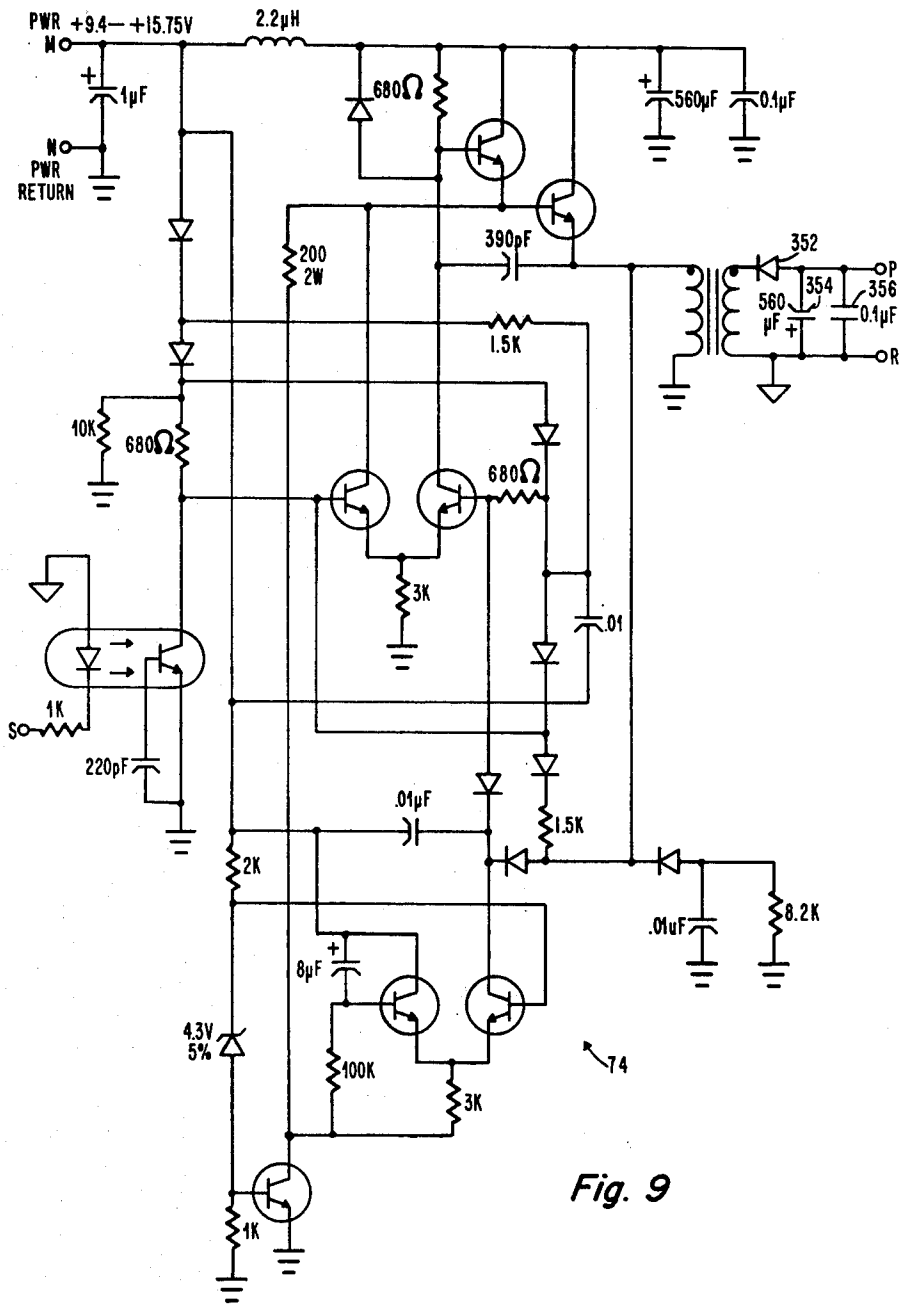 PWR +9.4–+15.75V
2.2µH
M
+
1µF
N
PWR
RETURN
680Ω
+
560µF
0.1µF
200
2W
390pF
352
P
560
µF
+
354
356
0.1µF
R
1.5K
10K
680Ω
680Ω
3K
.01
1K
S
220pF
.01µF
1.5K
2K
.01uF
8.2K
+
8µF
4.3V
5%
100K
3K
74
1K
Fig. 9